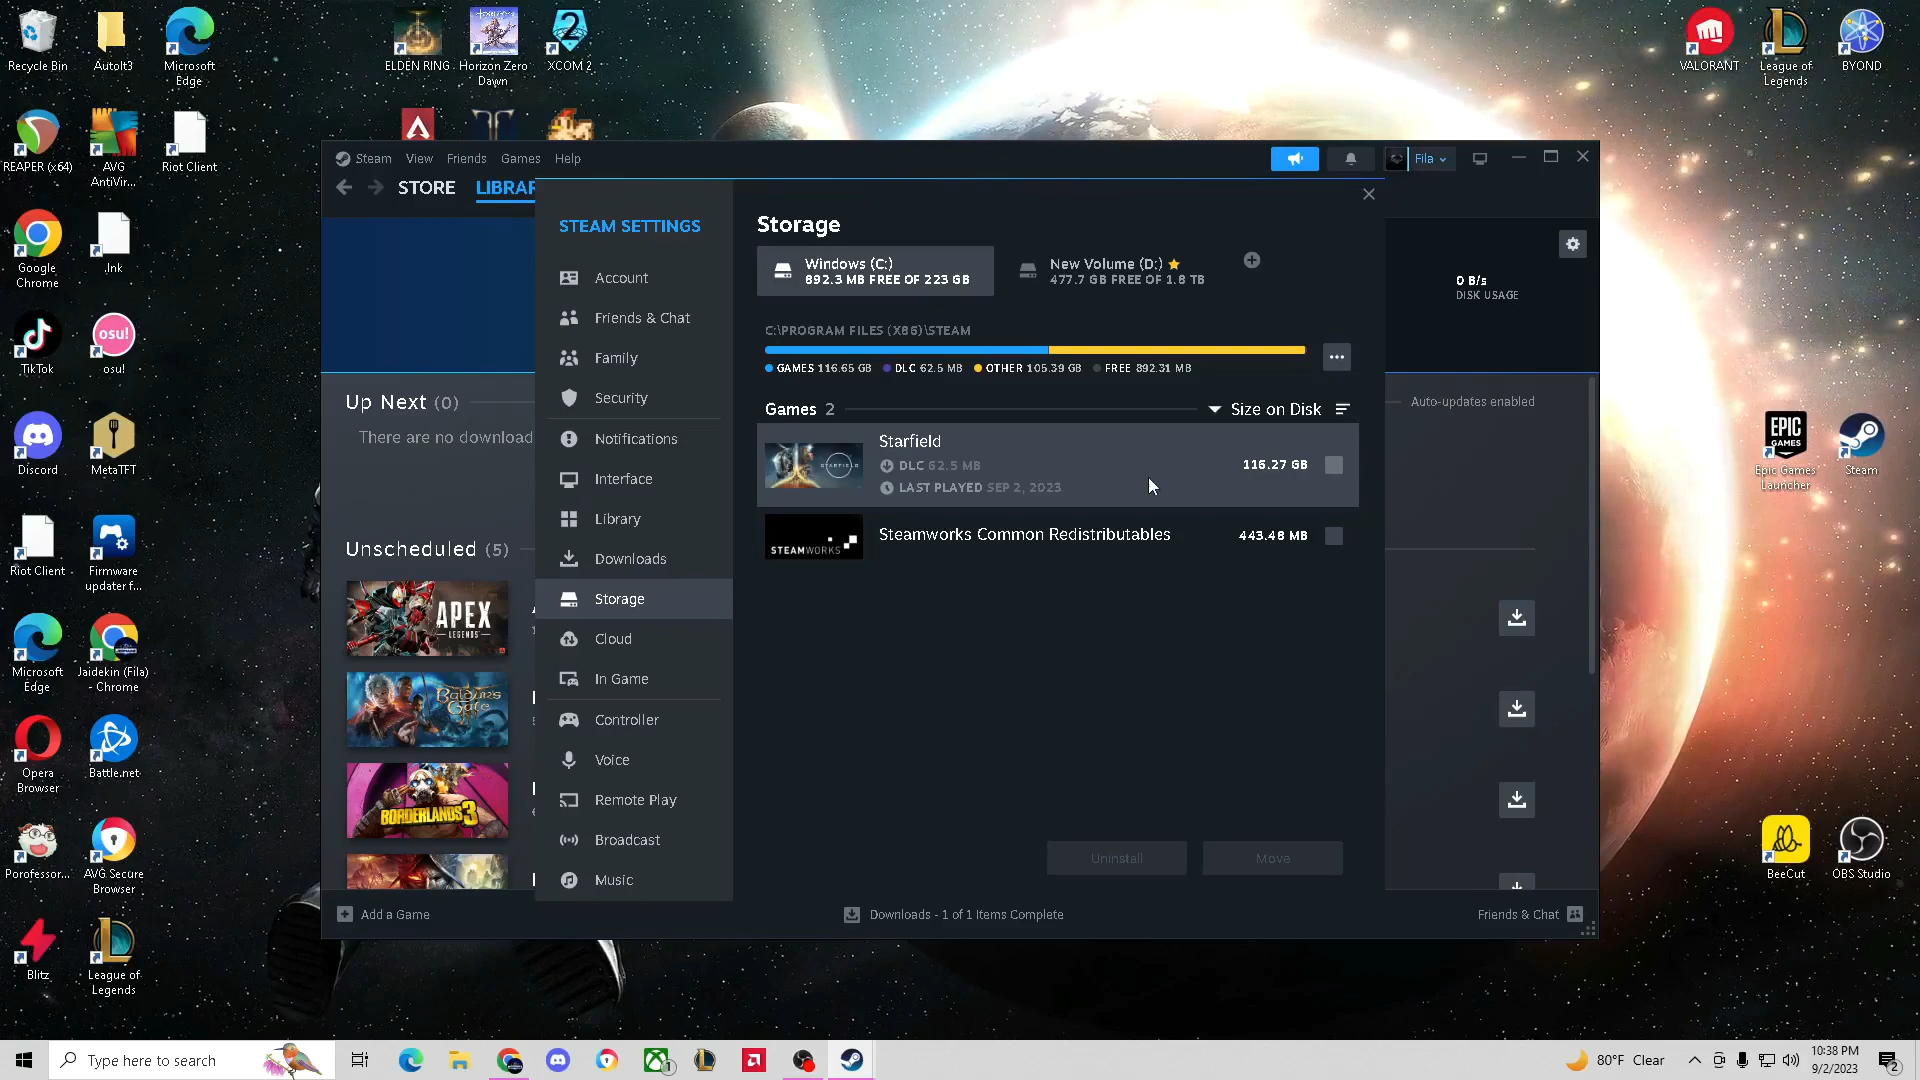 Recycle Bin
AutoIt3
Microsoft
Edge
ELDEN RING
Horizon Zero
Dawn
XCOM 2
VALORANT
League of
Legends
BYOND
REAPER (x64)
AVG
AntiVir...
Riot Client
Google
Chrome
.lnk
TikTok
osu!
osu!
Discord
MetaTFT
Riot Client
Firmware
updater f...
Microsoft
Edge
Jaidekin (Fila)
- Chrome
Opera
Browser
Battle.net
Porofessor...
AVG Secure
Browser
Blitz
League of
Legends
EPIC
GAMES
Epic Games
Launcher
Steam
BeeCut
OBS Studio
Steam View Friends Games Help
Fila
STORE LIBRAR
0 B/s
DISK USAGE
Up Next (0)
There are no download
Auto-updates enabled
Unscheduled (5)
APEX
LEGENDS
BALDUR'S
GATE
BORDERLANDS 3
STEAM SETTINGS
Account
Friends & Chat
Family
Security
Notifications
Interface
Library
Downloads
Storage
Cloud
In Game
Controller
Voice
Remote Play
Broadcast
Music
Storage
Windows (C:)
892.3 MB FREE OF 223 GB
New Volume (D:)
477.7 GB FREE OF 1.8 TB
C:\PROGRAM FILES (X86)\STEAM
GAMES 116.65 GB DLC 62.5 MB OTHER 105.39 GB FREE 892.31 MB
Games 2
Size on Disk
STARFIELD
Starfield
DLC 62.5 MB
LAST PLAYED SEP 2, 2023
116.27 GB
STEAMWORKS
Steamworks Common Redistributables
443.48 MB
Uninstall
Move
Add a Game
Downloads - 1 of 1 Items Complete
Friends & Chat
Type here to search
1
80°F Clear
10:38 PM
9/2/2023
2